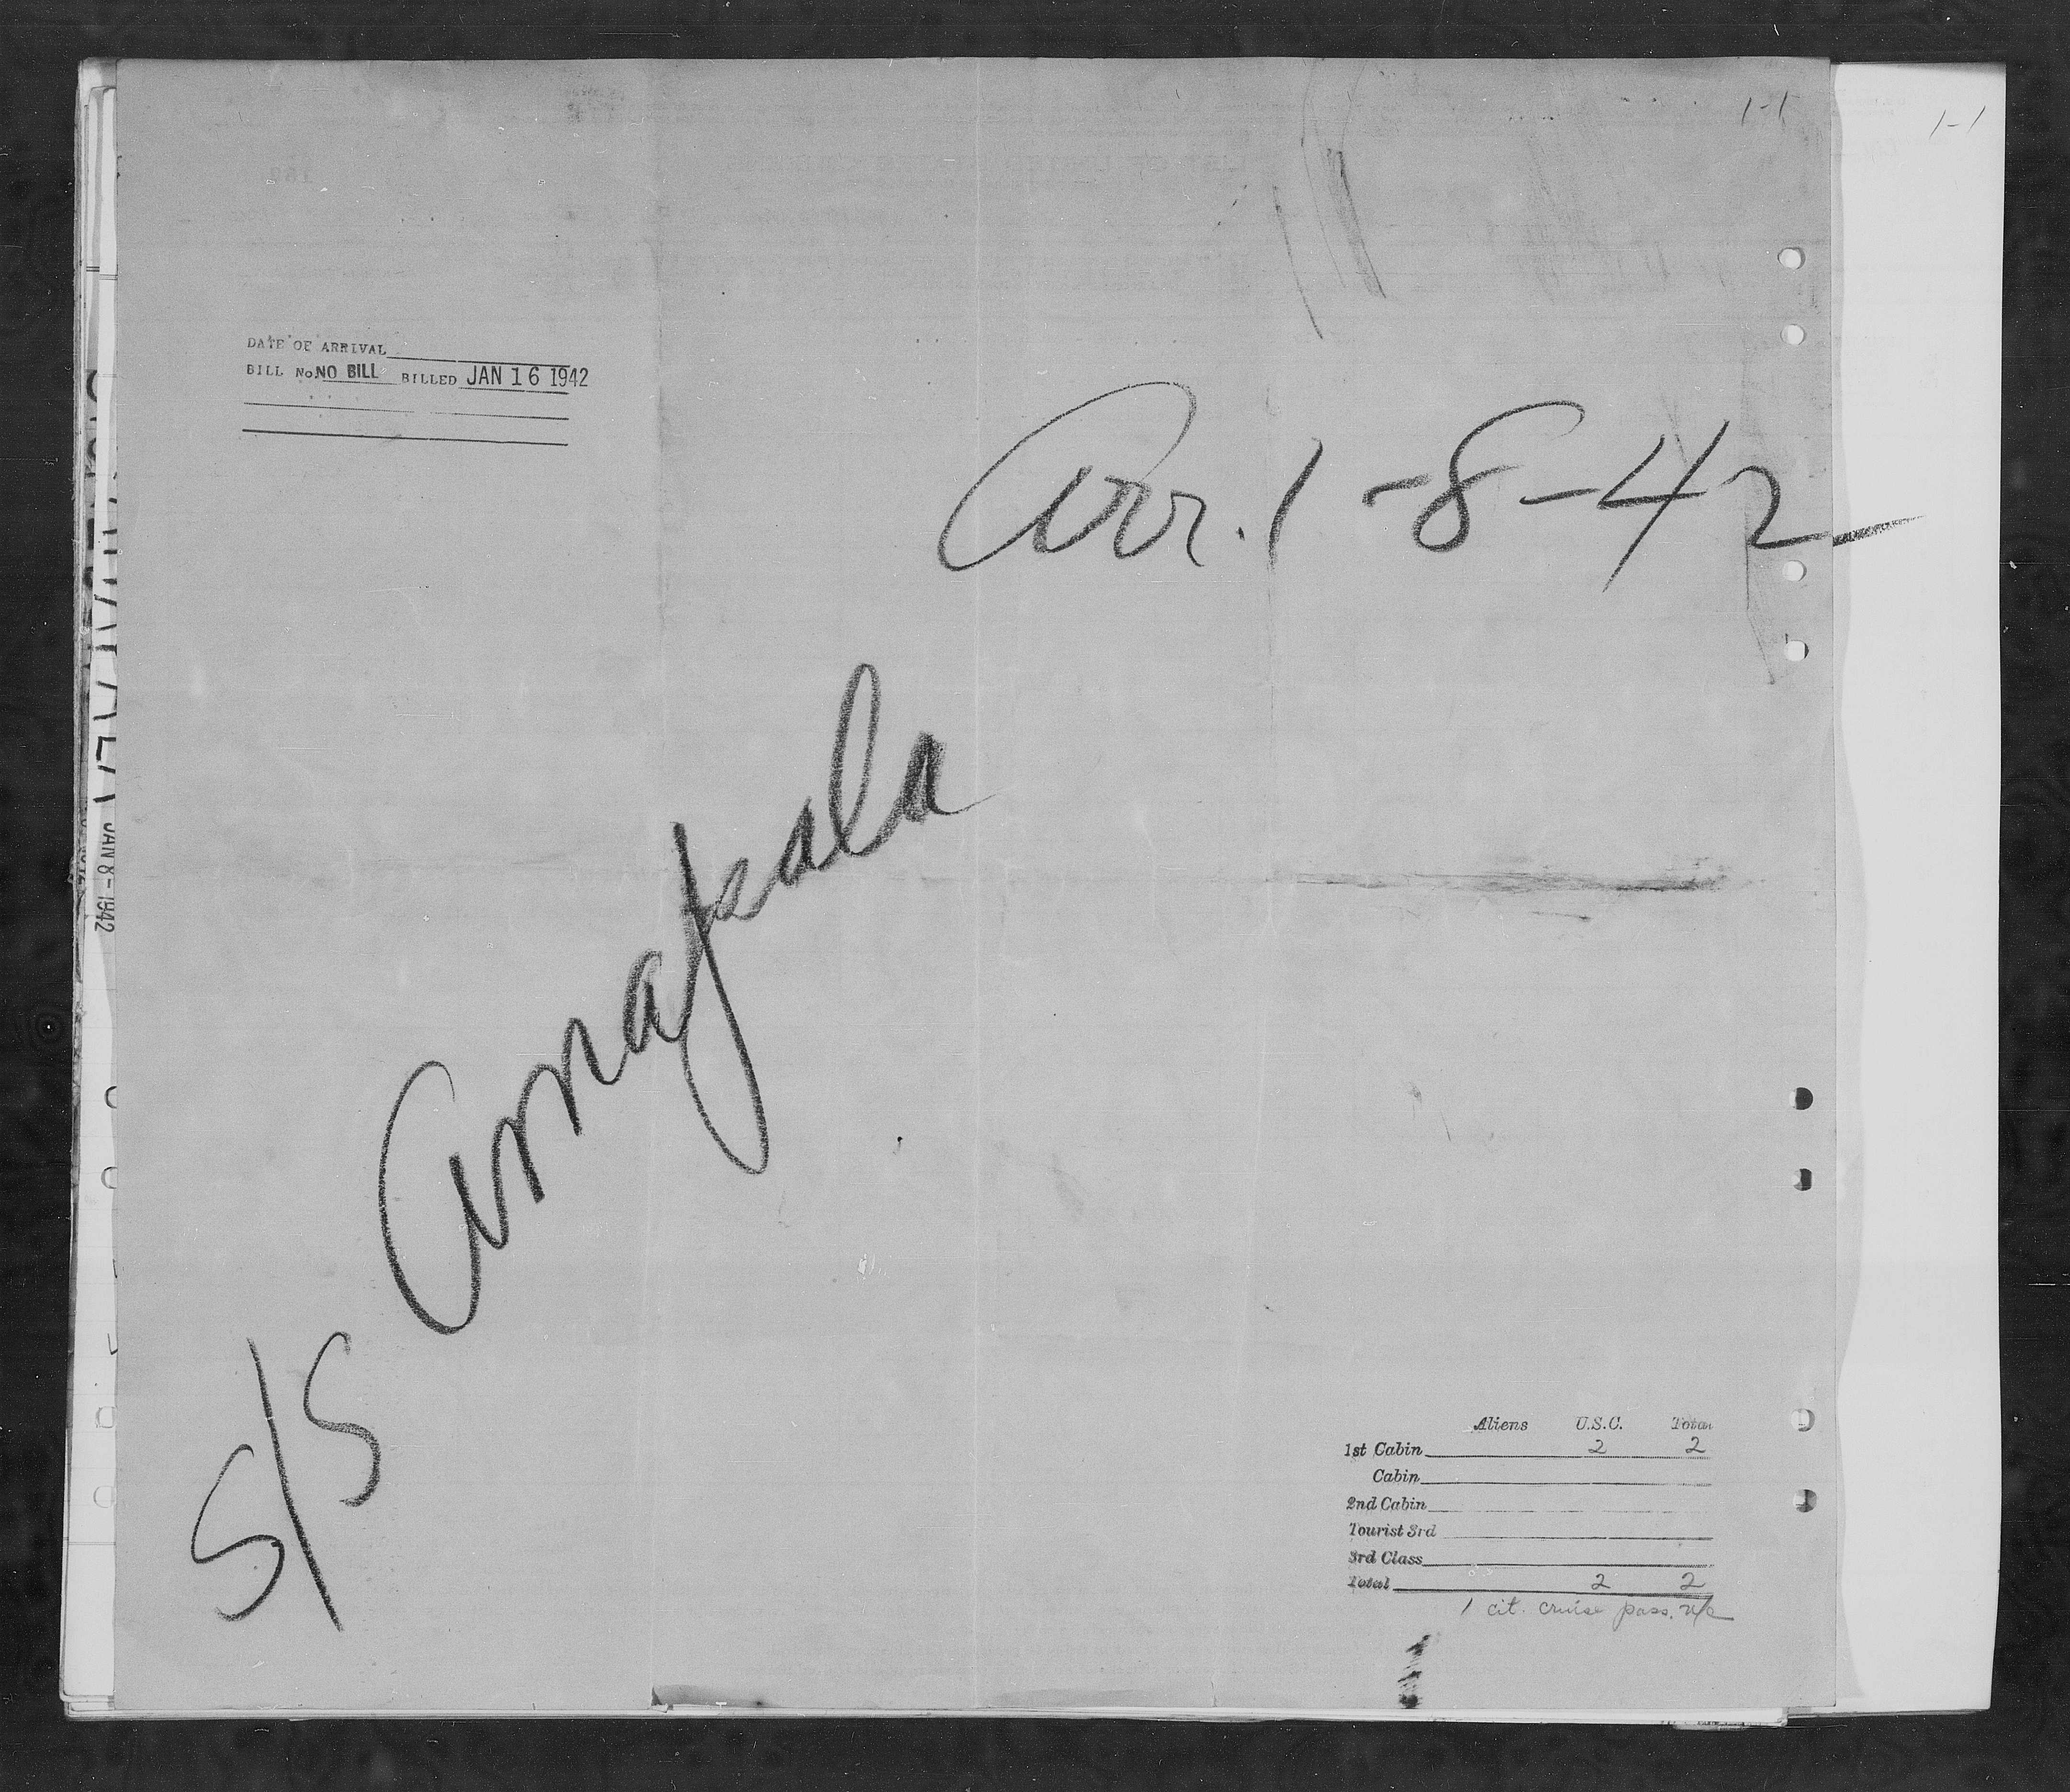 1-1
1-1
DATE OF ARRIVAL
BILL No. NO BILL BILLED JAN 16 1942
Arr. 1-8-42
S/S Amapala
JAN 8-1942
Aliens U.S.C. Total
1st Cabin 2 2
Cabin
2nd Cabin
Tourist 3rd
3rd Class
Total 2 2
1 cit. cruise pass.